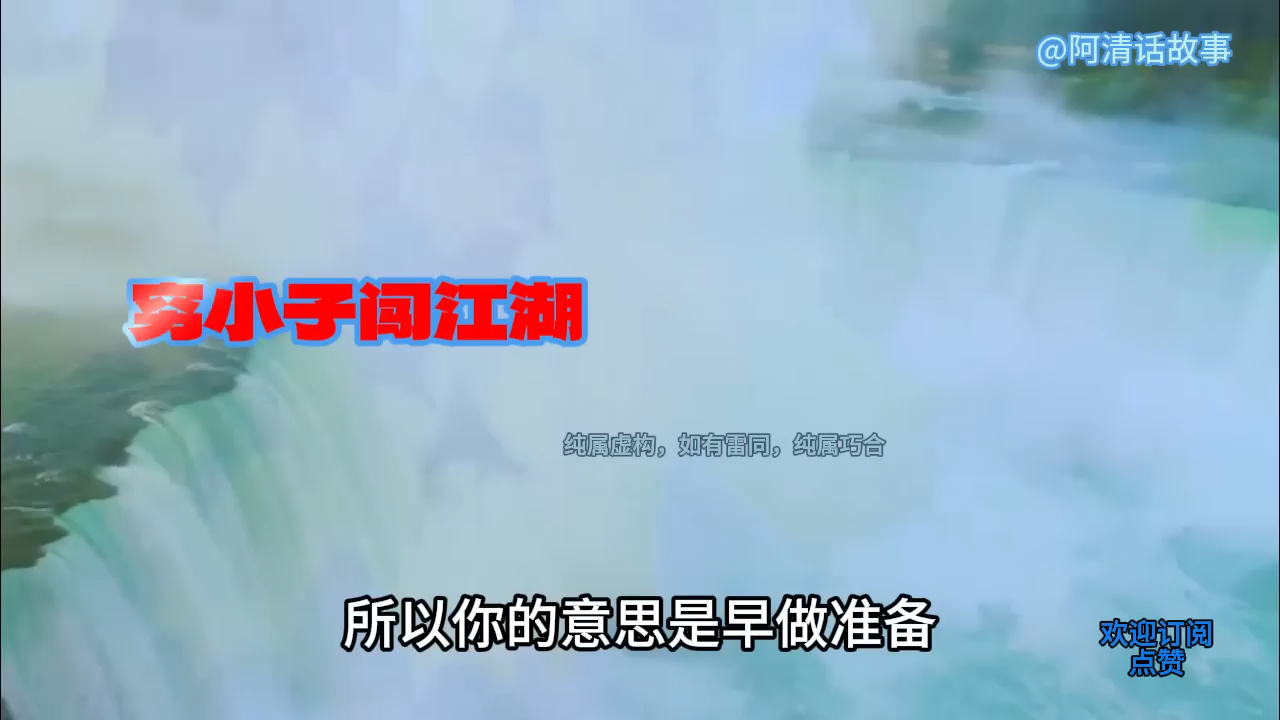 @阿清话故事
穷小子闯江湖
纯属虚构，如有雷同，纯属巧合
所以你的意思是早做准备
欢迎订阅
点赞